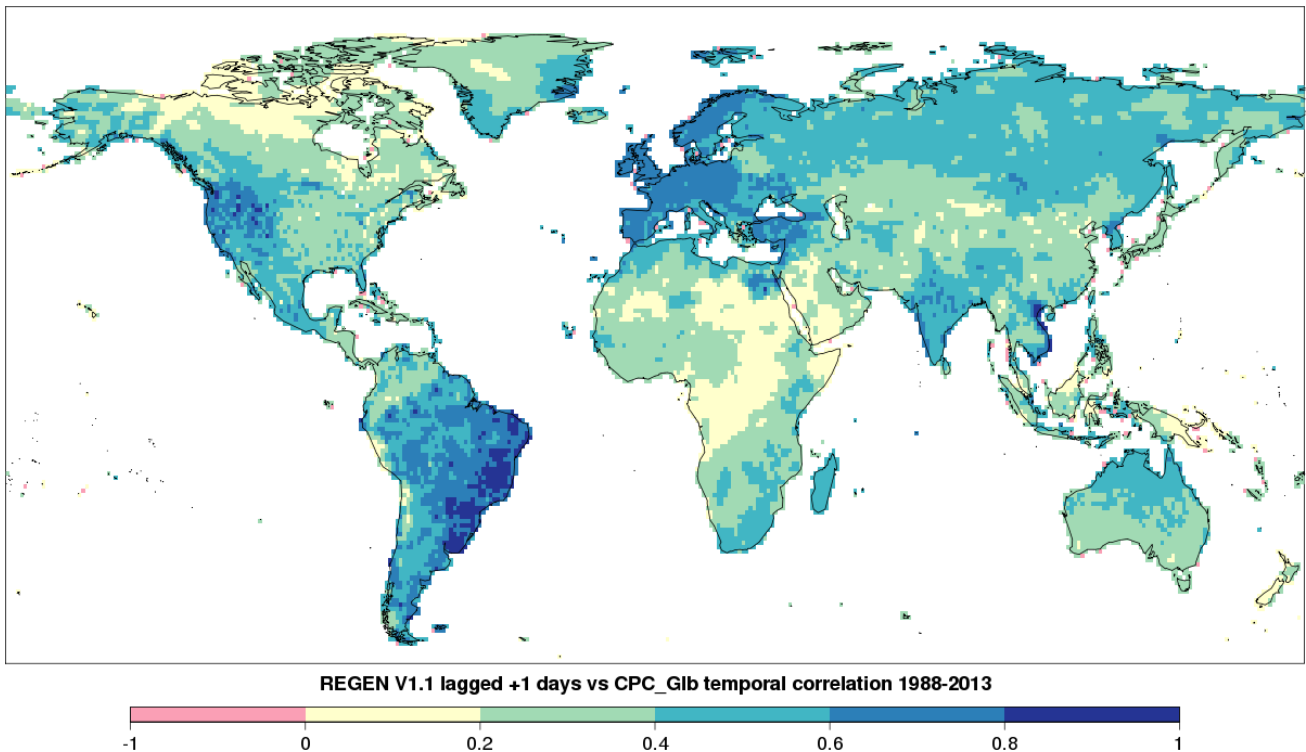 REGEN V1.1 lagged +1 days vs CPC_Glb temporal correlation 1988-2013
-1 0 0.2 0.4 0.6 0.8 1